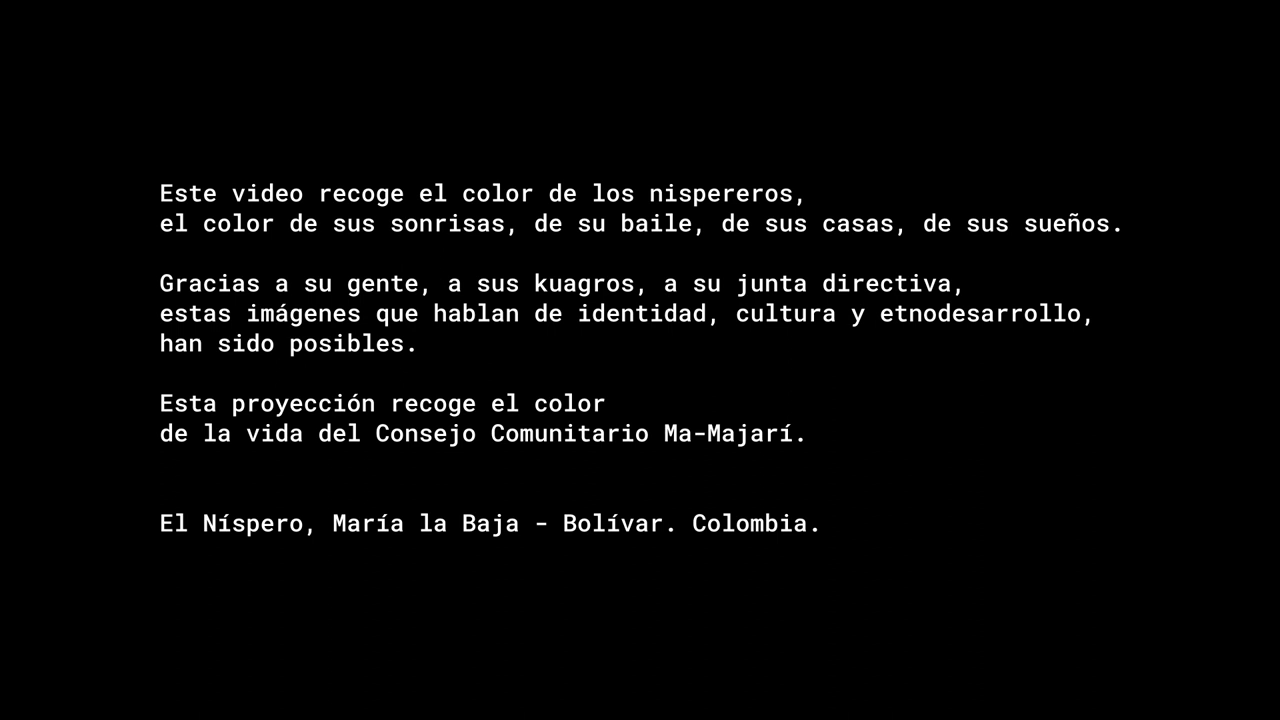 Este video recoge el color de los nispereros,
el color de sus sonrisas, de su baile, de sus casas, de sus sueños.
Gracias a su gente, a sus kuagros, a su junta directiva,
estas imágenes que hablan de identidad, cultura y etnodesarrollo,
han sido posibles.
Esta proyección recoge el color
de la vida del Consejo Comunitario Ma-Majarí.
El Níspero, María la Baja - Bolívar. Colombia.